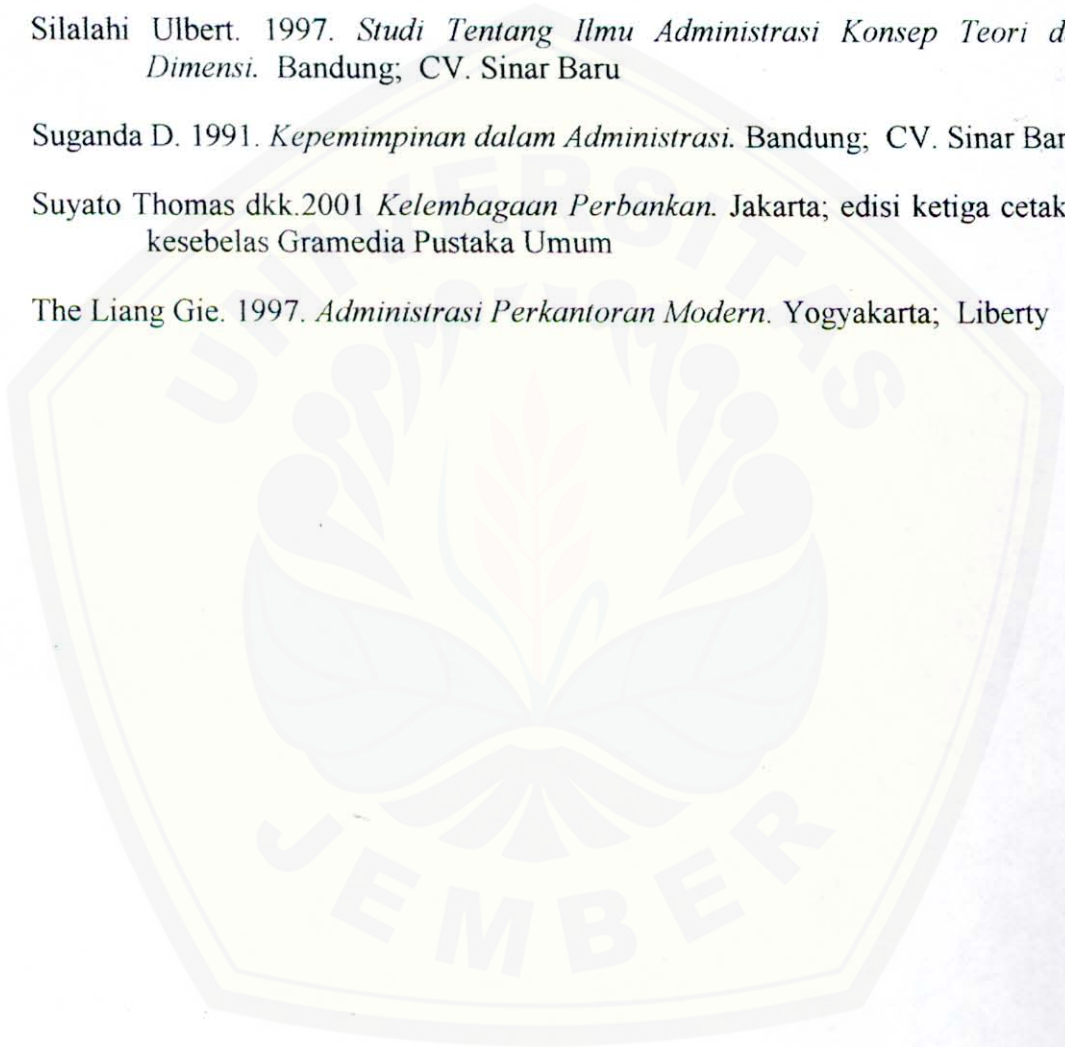 Silalahi Ulbert. 1997. Studi Tentang Ilmu Administrasi Konsep Teori d
Dimensi. Bandung; CV. Sinar Baru
Suganda D. 1991. Kepemimpinan dalam Administrasi. Bandung; CV. Sinar Bar
Suyato Thomas dkk.2001 Kelembagaan Perbankan. Jakarta; edisi ketiga cetak
kesebelas Gramedia Pustaka Umum
The Liang Gie. 1997. Administrasi Perkantoran Modern. Yogyakarta; Liberty
UNIVERSITAS
JEMBER